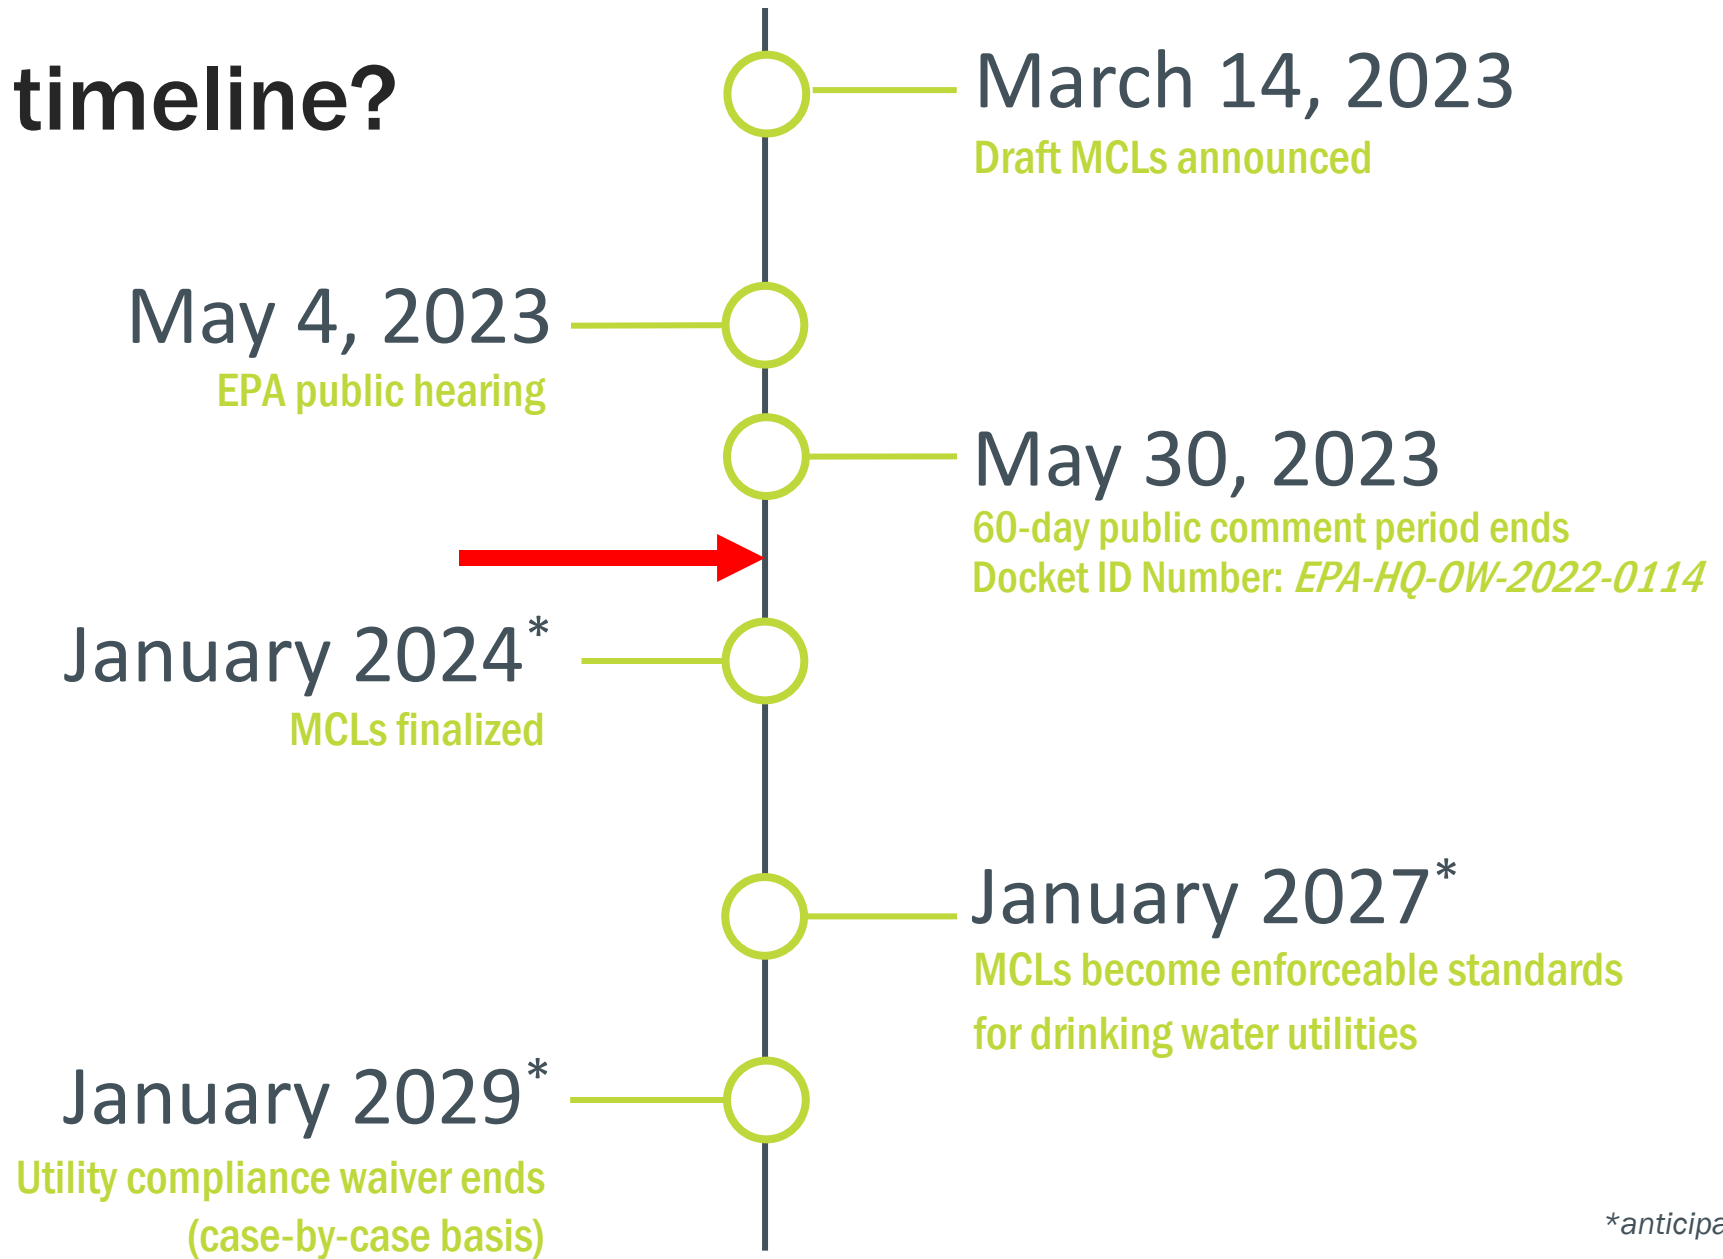 timeline?
March 14, 2023
Draft MCLs announced
May 4, 2023
EPA public hearing
May 30, 2023
60-day public comment period ends
Docket ID Number: EPA-HQ-OW-2022-0114
January 2024*
MCLs finalized
January 2027*
MCLs become enforceable standards
for drinking water utilities
January 2029*
Utility compliance waiver ends
(case-by-case basis)